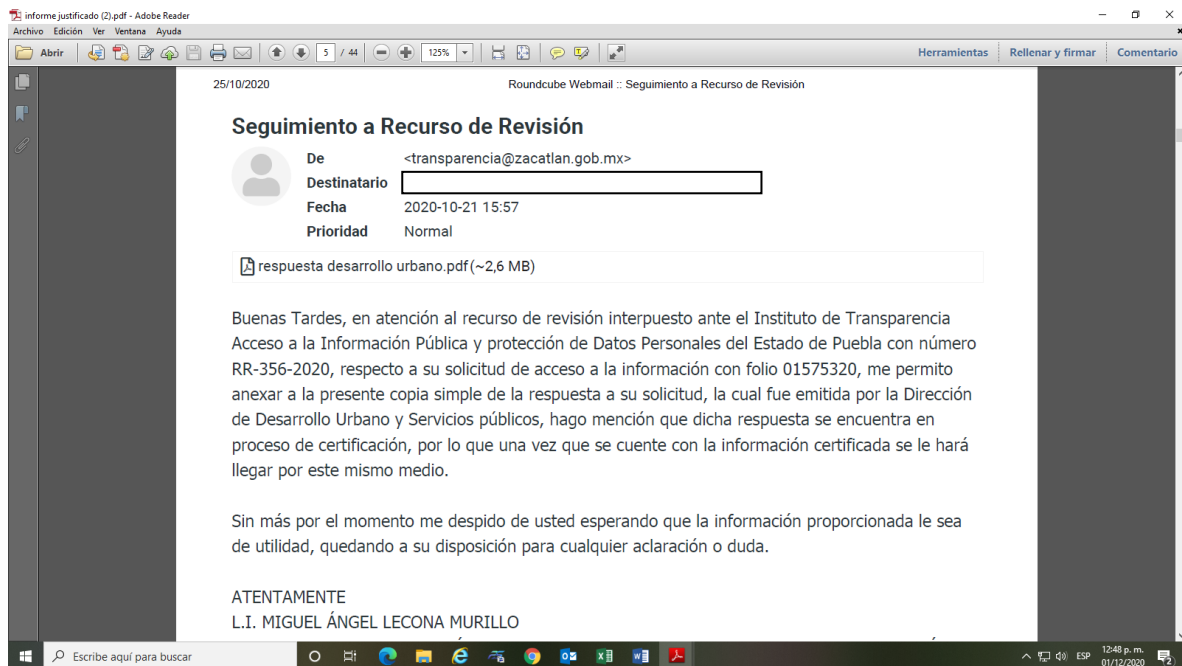 informe justificado (2).pdf - Adobe Reader
Archivo Edición Ver Ventana Ayuda
Abrir 5 / 44 125% Herramientas Rellenar y firmar Comentario
25/10/2020 Roundcube Webmail :: Seguimiento a Recurso de Revisión
Seguimiento a Recurso de Revisión
De <transparencia@zacatlan.gob.mx>
Destinatario
Fecha 2020-10-21 15:57
Prioridad Normal
respuesta desarrollo urbano.pdf(~2,6 MB)
Buenas Tardes, en atención al recurso de revisión interpuesto ante el Instituto de Transparencia
Acceso a la Información Pública y protección de Datos Personales del Estado de Puebla con número
RR-356-2020, respecto a su solicitud de acceso a la información con folio 01575320, me permito
anexar a la presente copia simple de la respuesta a su solicitud, la cual fue emitida por la Dirección
de Desarrollo Urbano y Servicios públicos, hago mención que dicha respuesta se encuentra en
proceso de certificación, por lo que una vez que se cuente con la información certificada se le hará
llegar por este mismo medio.
Sin más por el momento me despido de usted esperando que la información proporcionada le sea
de utilidad, quedando a su disposición para cualquier aclaración o duda.
ATENTAMENTE
L.I. MIGUEL ÁNGEL LECONA MURILLO
Escribe aquí para buscar ESP 12:48 p. m.
01/12/2020